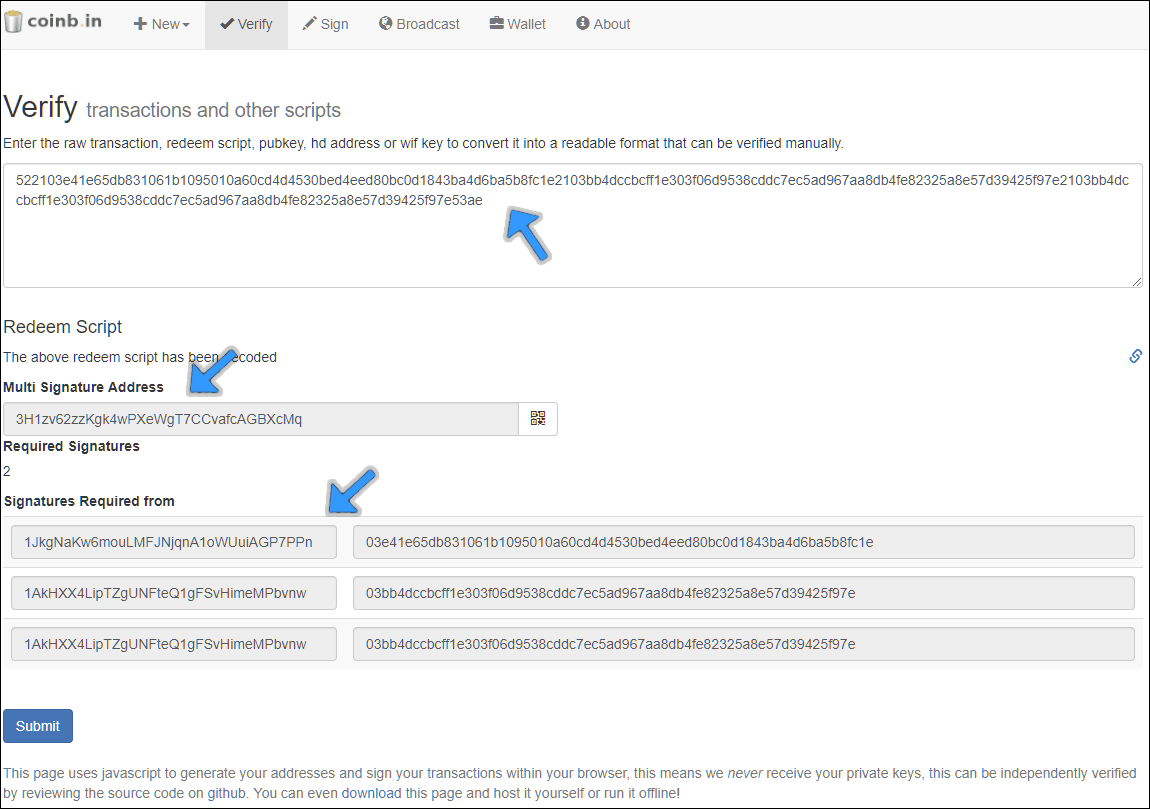 coinb.in New Verify Sign Broadcast Wallet About
Verify transactions and other scripts
Enter the raw transaction, redeem script, pubkey, hd address or wif key to convert it into a readable format that can be verified manually.
522103e41e65db831061b1095010a60cd4d4530bed4eed80bc0d1843ba4d6ba5b8fc1e2103bb4dccbcff1e303f06d9538cddc7ec5ad967aa8db4fe82325a8e57d39425f97e2103bb4dc
cbcff1e303f06d9538cddc7ec5ad967aa8db4fe82325a8e57d39425f97e53ae
Redeem Script
The above redeem script has been decoded
Multi Signature Address
3H1zv62zzKgk4wPXeWgT7CCvafcAGBXcMq
Required Signatures
2
Signatures Required from
1JkgNaKw6mouLMFJNjqnA1oWUuiAGP7PPn 03e41e65db831061b1095010a60cd4d4530bed4eed80bc0d1843ba4d6ba5b8fc1e
1AkHXX4LipTZgUNFteQ1gFSvHimeMPbvnw 03bb4dccbcff1e303f06d9538cddc7ec5ad967aa8db4fe82325a8e57d39425f97e
1AkHXX4LipTZgUNFteQ1gFSvHimeMPbvnw 03bb4dccbcff1e303f06d9538cddc7ec5ad967aa8db4fe82325a8e57d39425f97e
Submit
This page uses javascript to generate your addresses and sign your transactions within your browser, this means we never receive your private keys, this can be independently verified
by reviewing the source code on github. You can even download this page and host it yourself or run it offline!